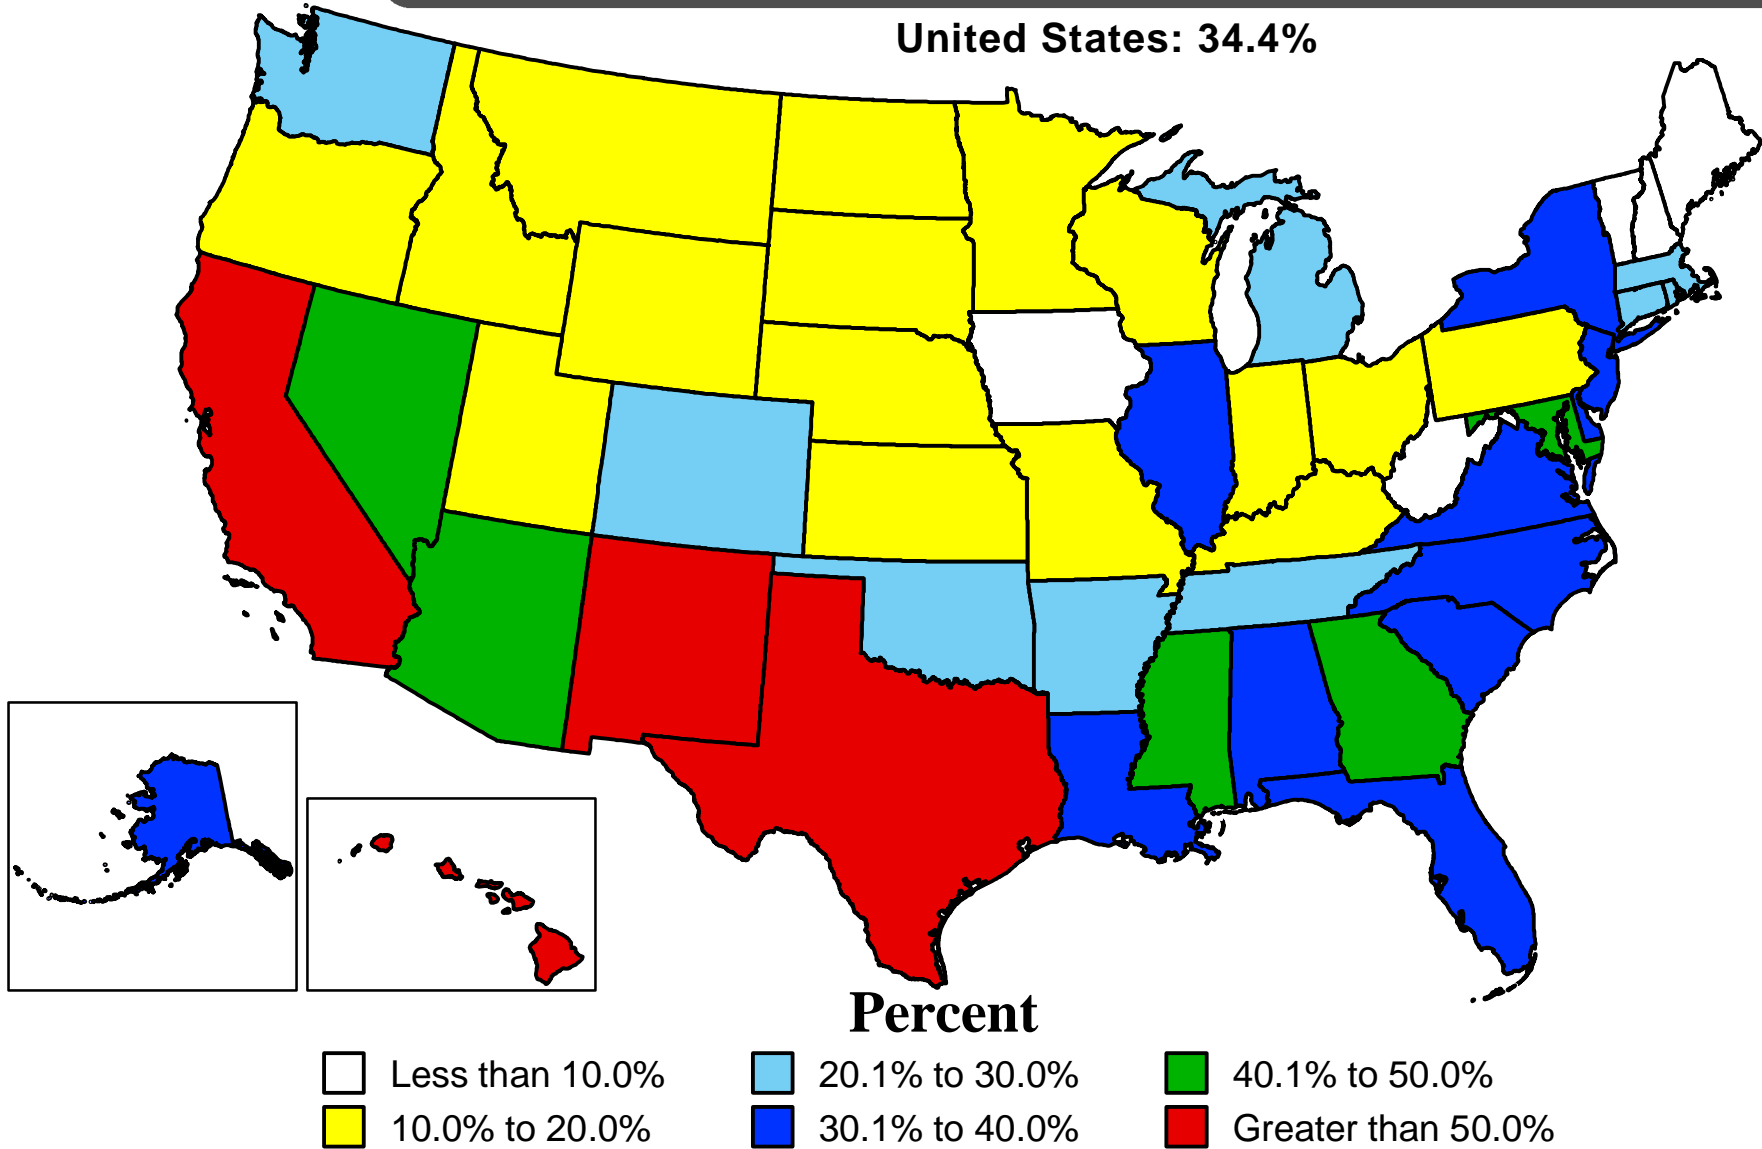 United States: 34.4%
Percent
Less than 10.0%
20.1% to 30.0%
40.1% to 50.0%
10.0% to 20.0%
30.1% to 40.0%
Greater than 50.0%